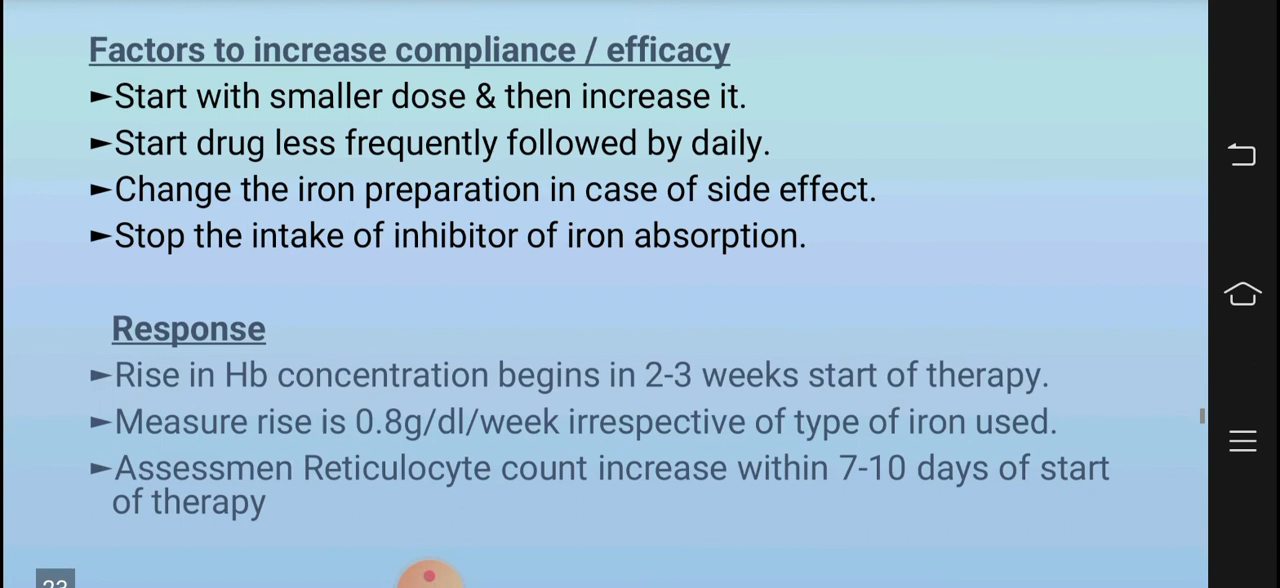 Factors to increase compliance / efficacy
►Start with smaller dose & then increase it.
►Start drug less frequently followed by daily.
►Change the iron preparation in case of side effect.
►Stop the intake of inhibitor of iron absorption.
Response
►Rise in Hb concentration begins in 2-3 weeks start of therapy.
►Measure rise is 0.8g/dl/week irrespective of type of iron used.
►Assessmen Reticulocyte count increase within 7-10 days of start
of therapy